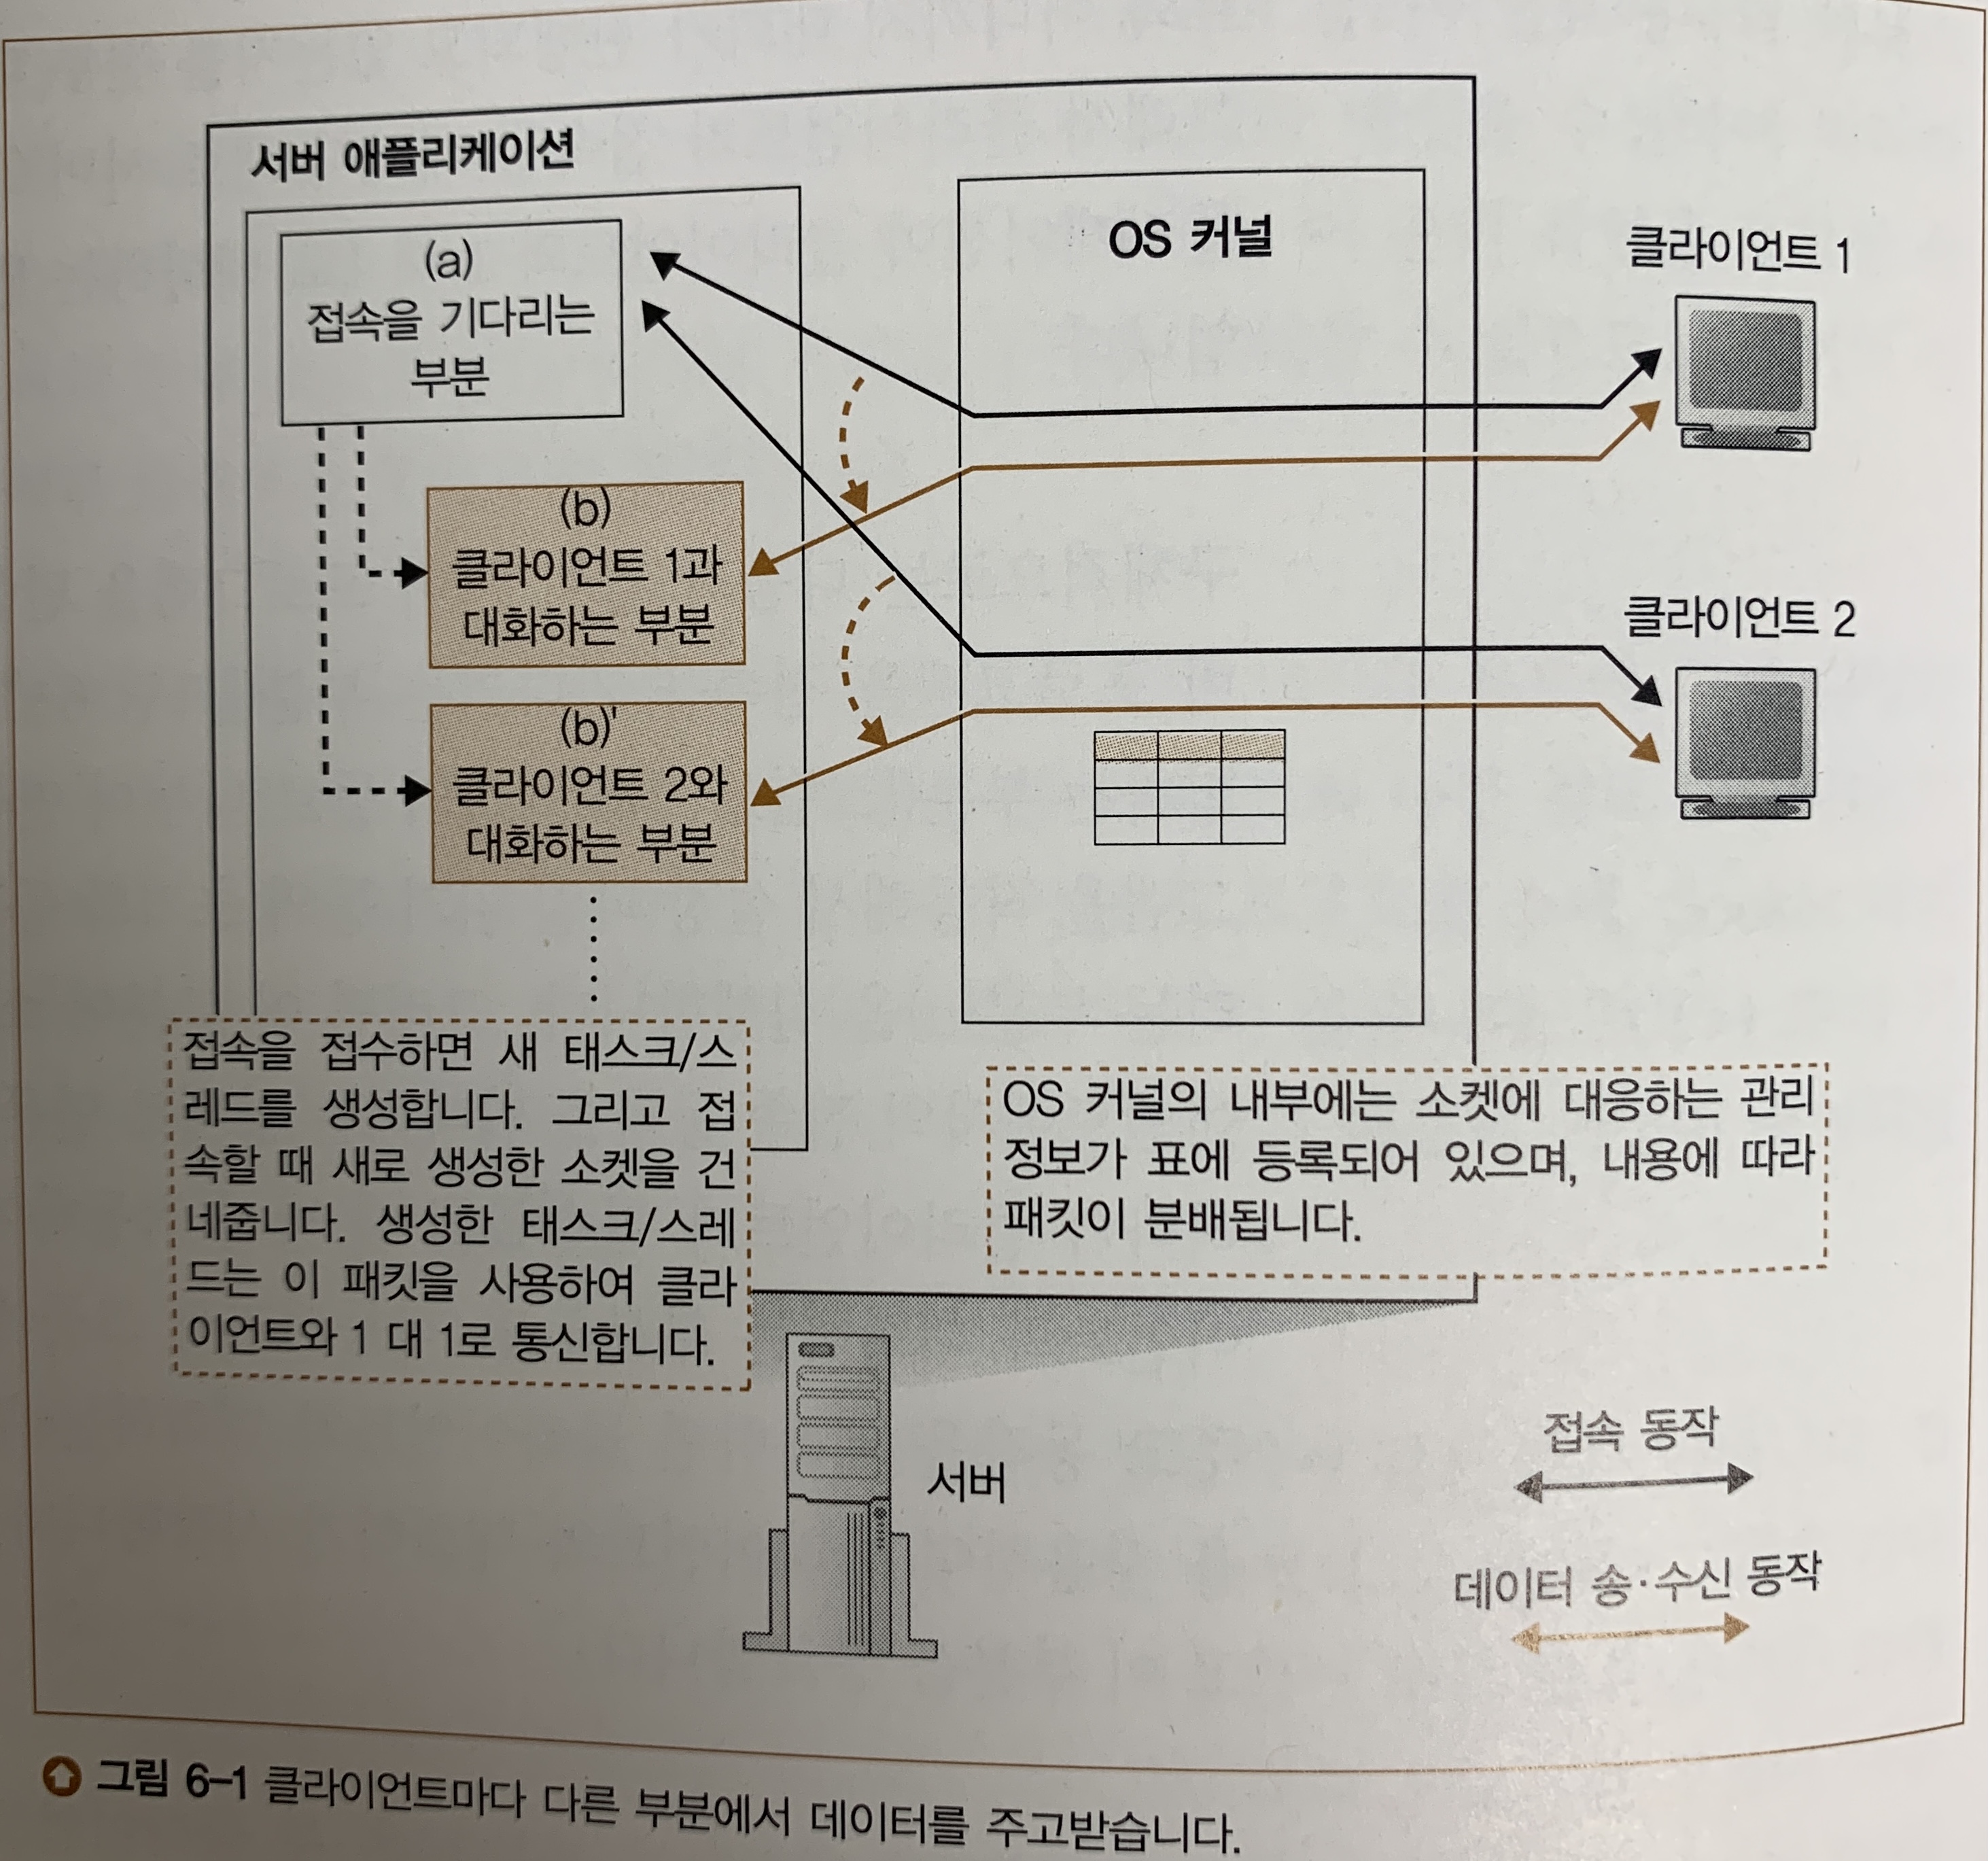 서버 애플리케이션
(a)
접속을 기다리는
부분
(b)
클라이언트 1과
대화하는 부분
(b)'
클라이언트 2와
대화하는 부분
OS 커널
클라이언트 1
클라이언트 2
접속을 접수하면 새 태스크/스
레드를 생성합니다. 그리고 접
속할 때 새로 생성한 소켓을 건
네줍니다. 생성한 태스크/스레
드는 이 패킷을 사용하여 클라
이언트와 1 대 1로 통신합니다.
OS 커널의 내부에는 소켓에 대응하는 관리
정보가 표에 등록되어 있으며, 내용에 따라
패킷이 분배됩니다.
서버
접속 동작
데이터 송·수신 동작
그림 6-1 클라이언트마다 다른 부분에서 데이터를 주고받습니다.